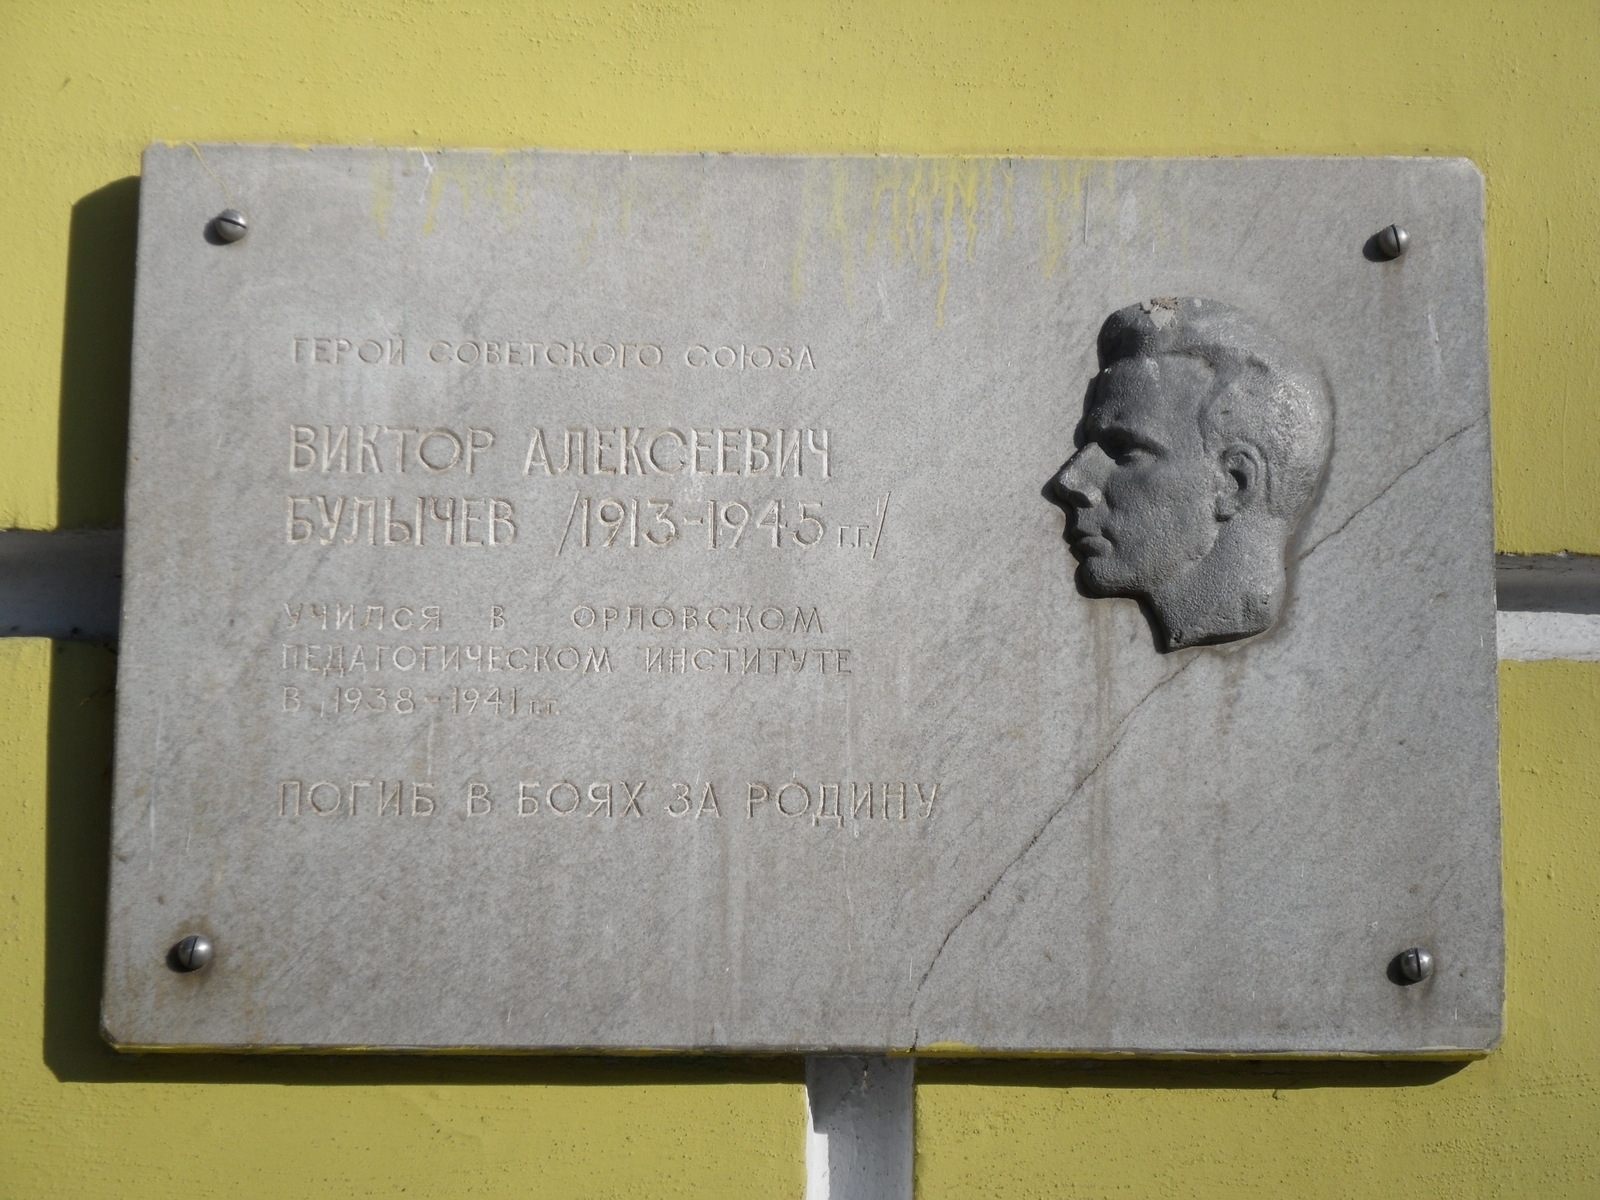 ГЕРОЙ СОВЕТСКОГО СОЮЗА
ВИКТОР АЛЕКСЕЕВИЧ
БУЛЫЧЕВ /1913-1945 г.г./
УЧИЛСЯ В ОРЛОВСКОМ
ПЕДАГОГИЧЕСКОМ ИНСТИТУТЕ
В 1938-1941 г.г.
ПОГИБ В БОЯХ ЗА РОДИНУ